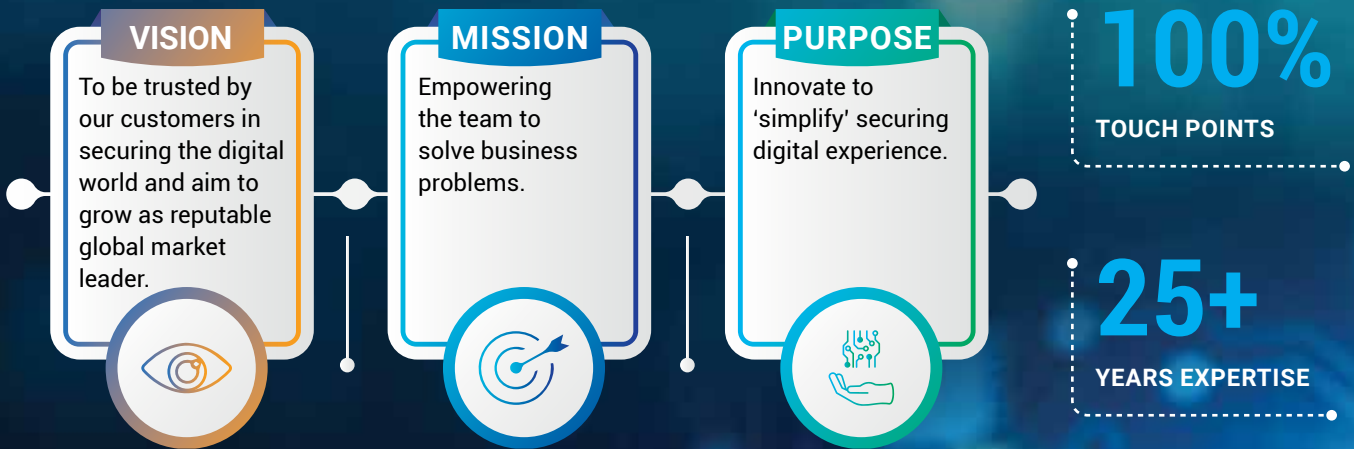 VISION
To be trusted by
our customers in
securing the digital
world and aim to
grow as reputable
global market
leader.
MISSION
Empowering
the team to
solve business
problems.
PURPOSE
Innovate to
‘simplify’ securing
digital experience.
100%
TOUCH POINTS
25+
YEARS EXPERTISE